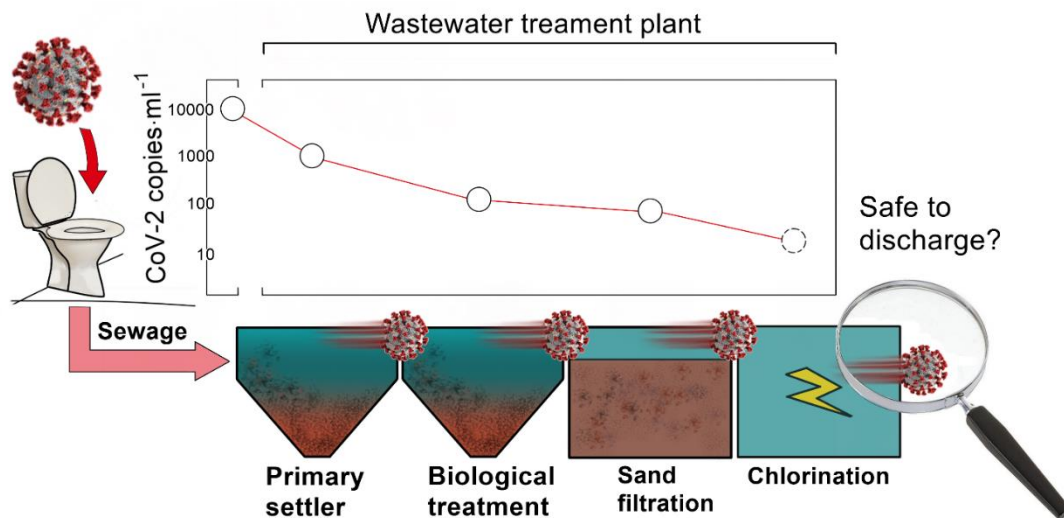 Wastewater treament plant
CoV-2 copies·ml⁻¹
10000
1000
100
10
Safe to
discharge?
Sewage
Primary
settler
Biological
treatment
Sand
filtration
Chlorination